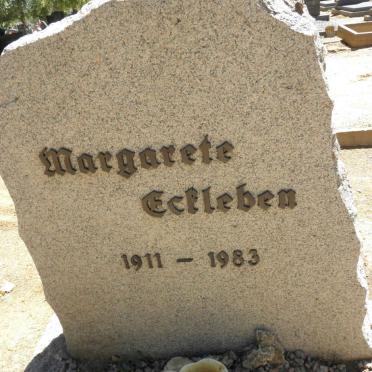 Margarete
Eckleben
1911 – 1983